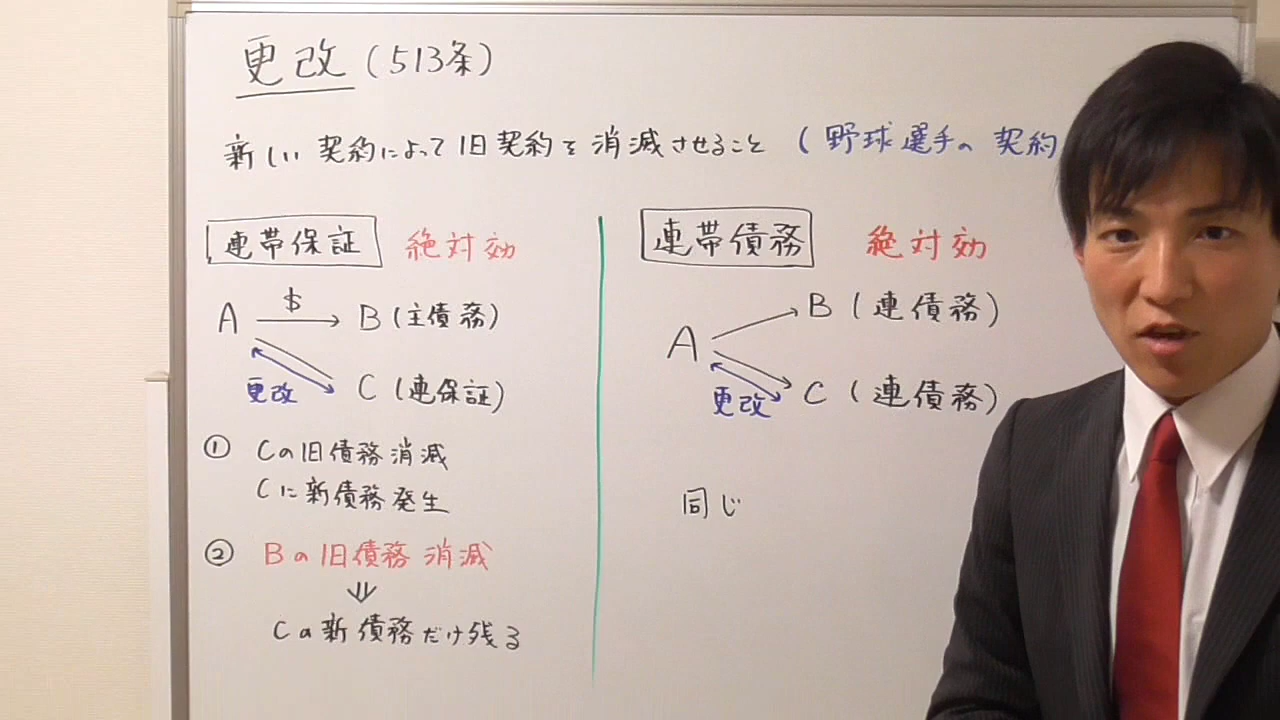 更改(513条)
新しい契約によって旧契約を消滅させること (野球選手の契約
連帯保証 絶対効
A $ B(主債務)
更改 C(連保証)
① Cの旧債務消滅
Cに新債務発生
② Bの旧債務消滅
⇓
Cの新債務だけ残る
連帯債務 絶対効
A B(連債務)
更改 C(連債務)
同じ